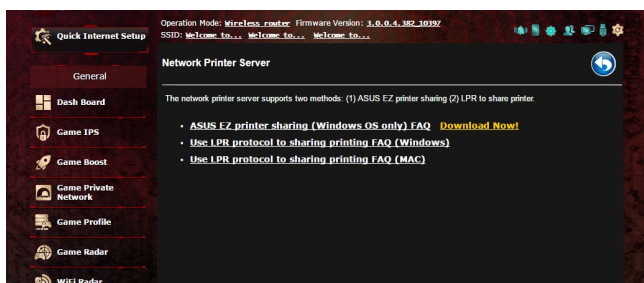 Operation Mode: Wireless router Firmware Version: 3.0.0.4.382_10397
SSID: Welcome to... Welcome to... Welcome to...
Quick Internet Setup
General
Dash Board
Game IPS
Game Boost
Game Private
Network
Game Profile
Game Radar
WiFi Radar
Network Printer Server
The network printer server supports two methods: (1) ASUS EZ printer sharing (2) LPR to share printer.
ASUS EZ printer sharing (Windows OS only) FAQ Download Now!
Use LPR protocol to sharing printing FAQ (Windows)
Use LPR protocol to sharing printing FAQ (MAC)